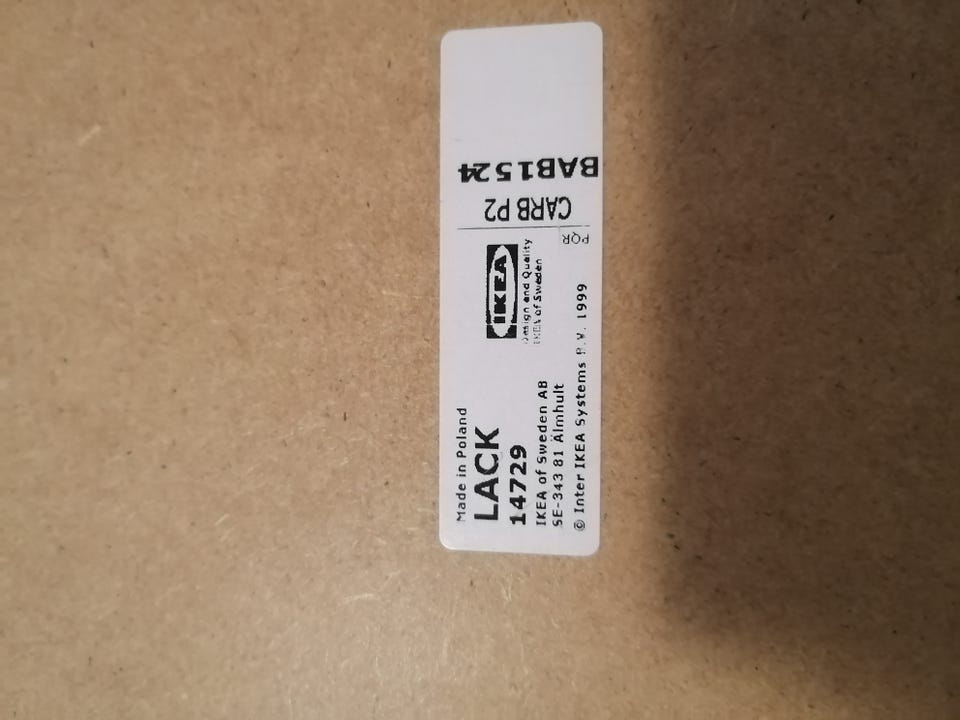 Made in Poland
LACK
14729
IKEA of Sweden AB
SE-343 81 Älmhult
© Inter IKEA Systems B.V. 1999
IKEA
Design and Quality
IKEA of Sweden
PQR
CARB P2
BAB1524